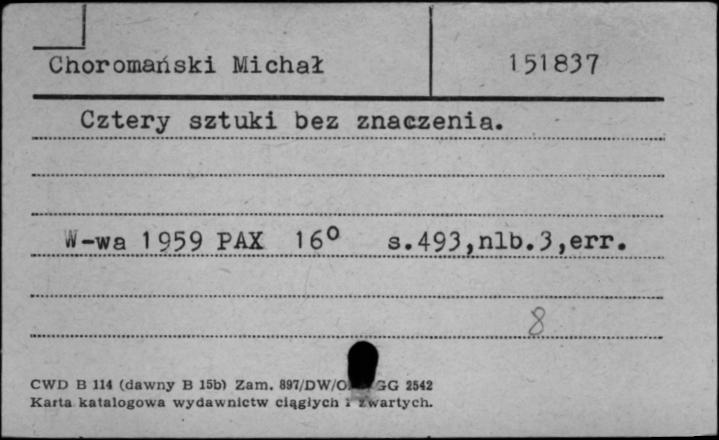 Choromański Michał 151837
Cztery sztuki bez znaczenia.
W-wa 1959 PAX 16° s.493,nlb.3,err.
8
CWD B 114 (dawny B 15b) Zam. 897/DW/O GG 2542
Karta katalogowa wydawnictw ciągłych i zwartych.